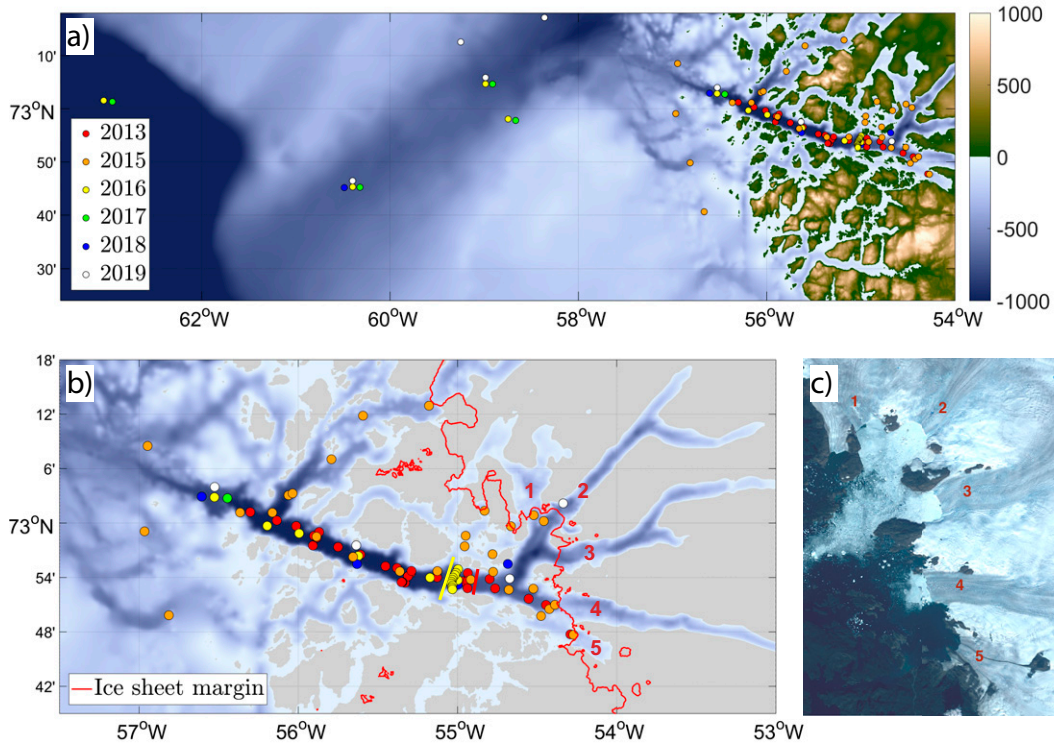 a)
10'
73°N
50'
40'
30'
2013
2015
2016
2017
2018
2019
62°W
60°W
58°W
56°W
54°W
1000
500
0
-500
-1000
b)
18'
12'
6'
73°N
54'
48'
42'
1
2
3
4
5
Ice sheet margin
57°W
56°W
55°W
54°W
53°W
c)
1
2
3
4
5